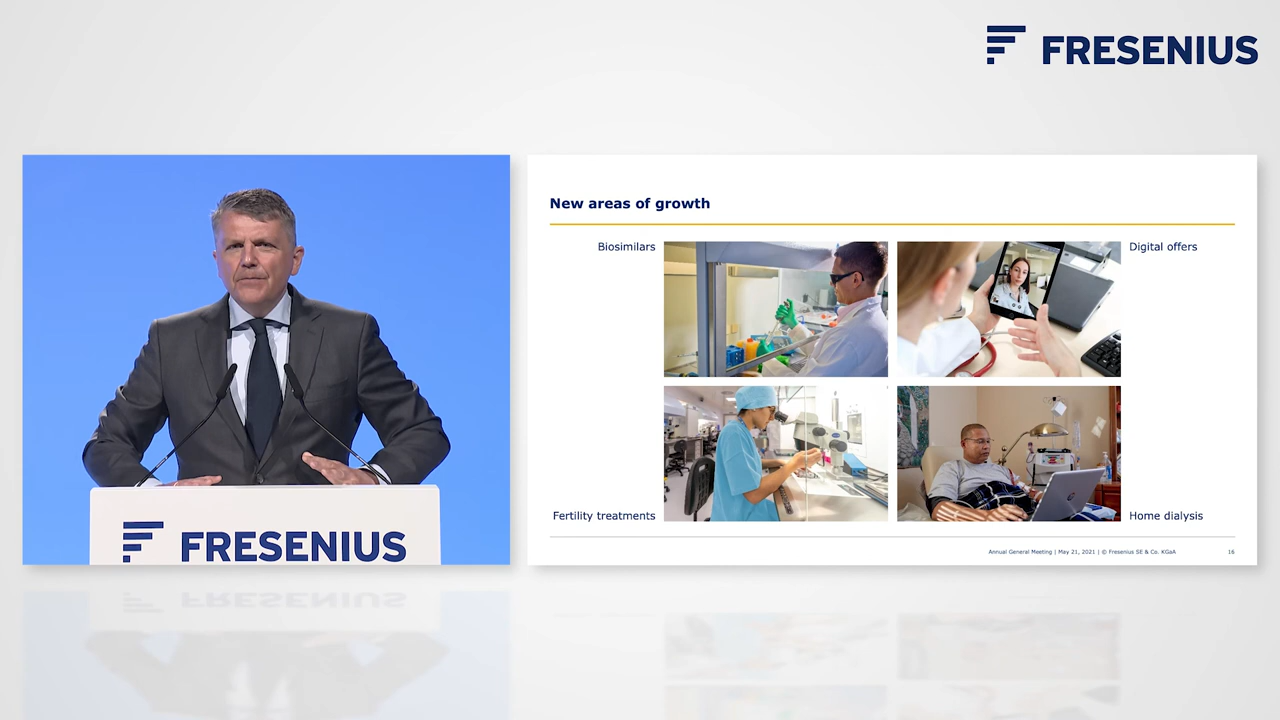 FRESENIUS
New areas of growth
Biosimilars
Digital offers
Fertility treatments
Home dialysis
Annual General Meeting | May 21, 2021 | © Fresenius SE & Co. KGaA
16
FRESENIUS